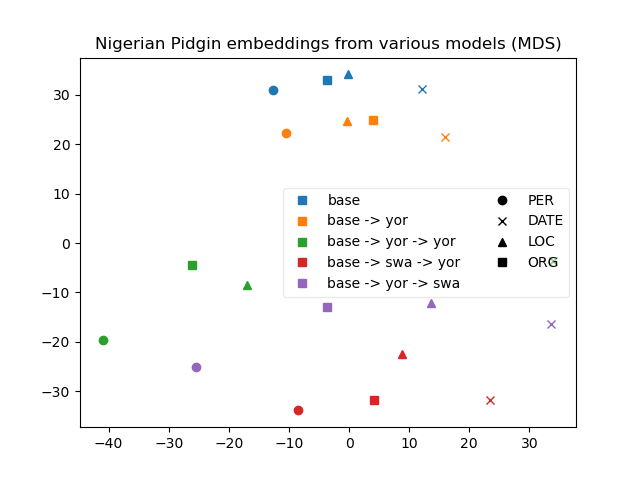 Nigerian Pidgin embeddings from various models (MDS)
30
20
10
0
−10
−20
−30
base PER
base -> yor DATE
base -> yor -> yor LOC
base -> swa -> yor ORG
base -> yor -> swa
−40 −30 −20 −10 0 10 20 30